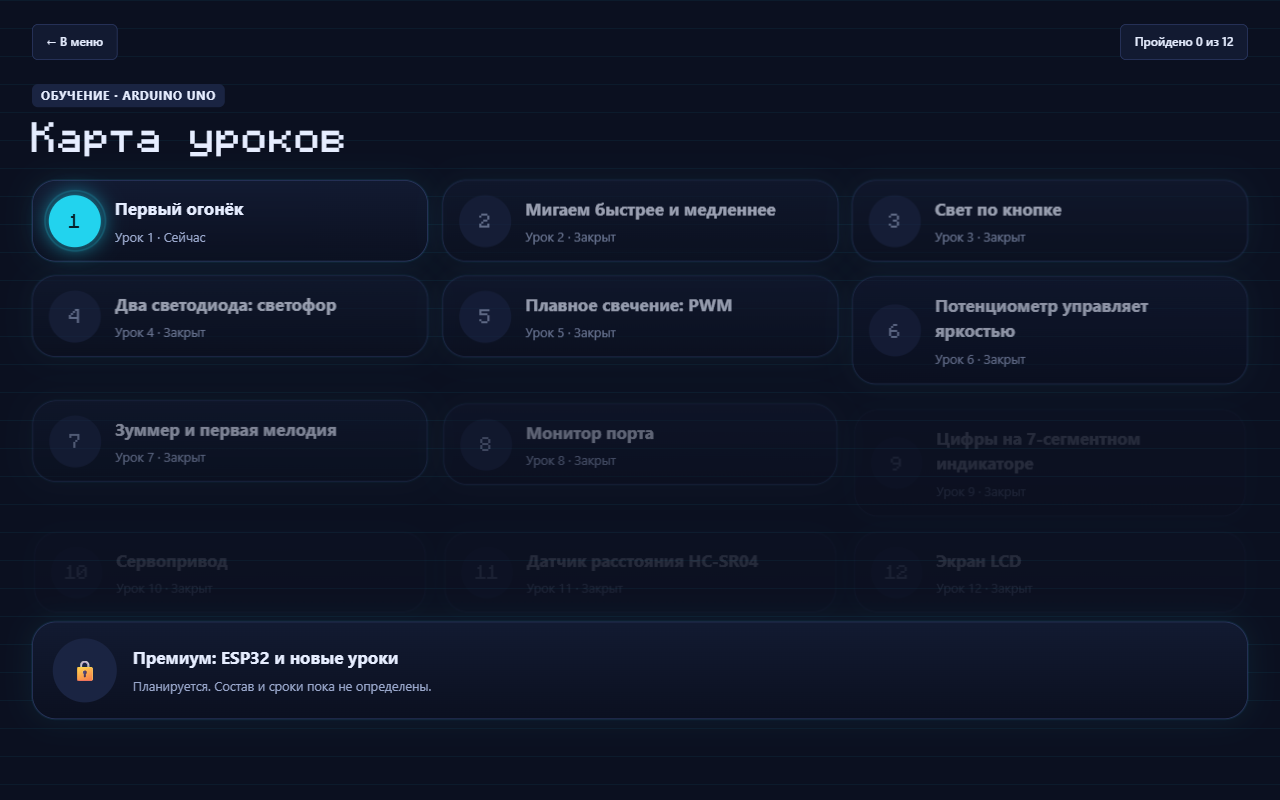 ← В меню
Пройдено 0 из 12
ОБУЧЕНИЕ · ARDUINO UNO
Карта уроков
1
Первый огонёк
Урок 1 · Сейчас
2
Мигаем быстрее и медленнее
Урок 2 · Закрыт
3
Свет по кнопке
Урок 3 · Закрыт
4
Два светодиода: светофор
Урок 4 · Закрыт
5
Плавное свечение: PWM
Урок 5 · Закрыт
6
Потенциометр управляет
яркостью
Урок 6 · Закрыт
7
Зуммер и первая мелодия
Урок 7 · Закрыт
8
Монитор порта
Урок 8 · Закрыт
9
Цифры на 7-сегментном
индикаторе
Урок 9 · Закрыт
10
Сервопривод
Урок 10 · Закрыт
11
Датчик расстояния HC-SR04
Урок 11 · Закрыт
12
Экран LCD
Урок 12 · Закрыт
Премиум: ESP32 и новые уроки
Планируется. Состав и сроки пока не определены.